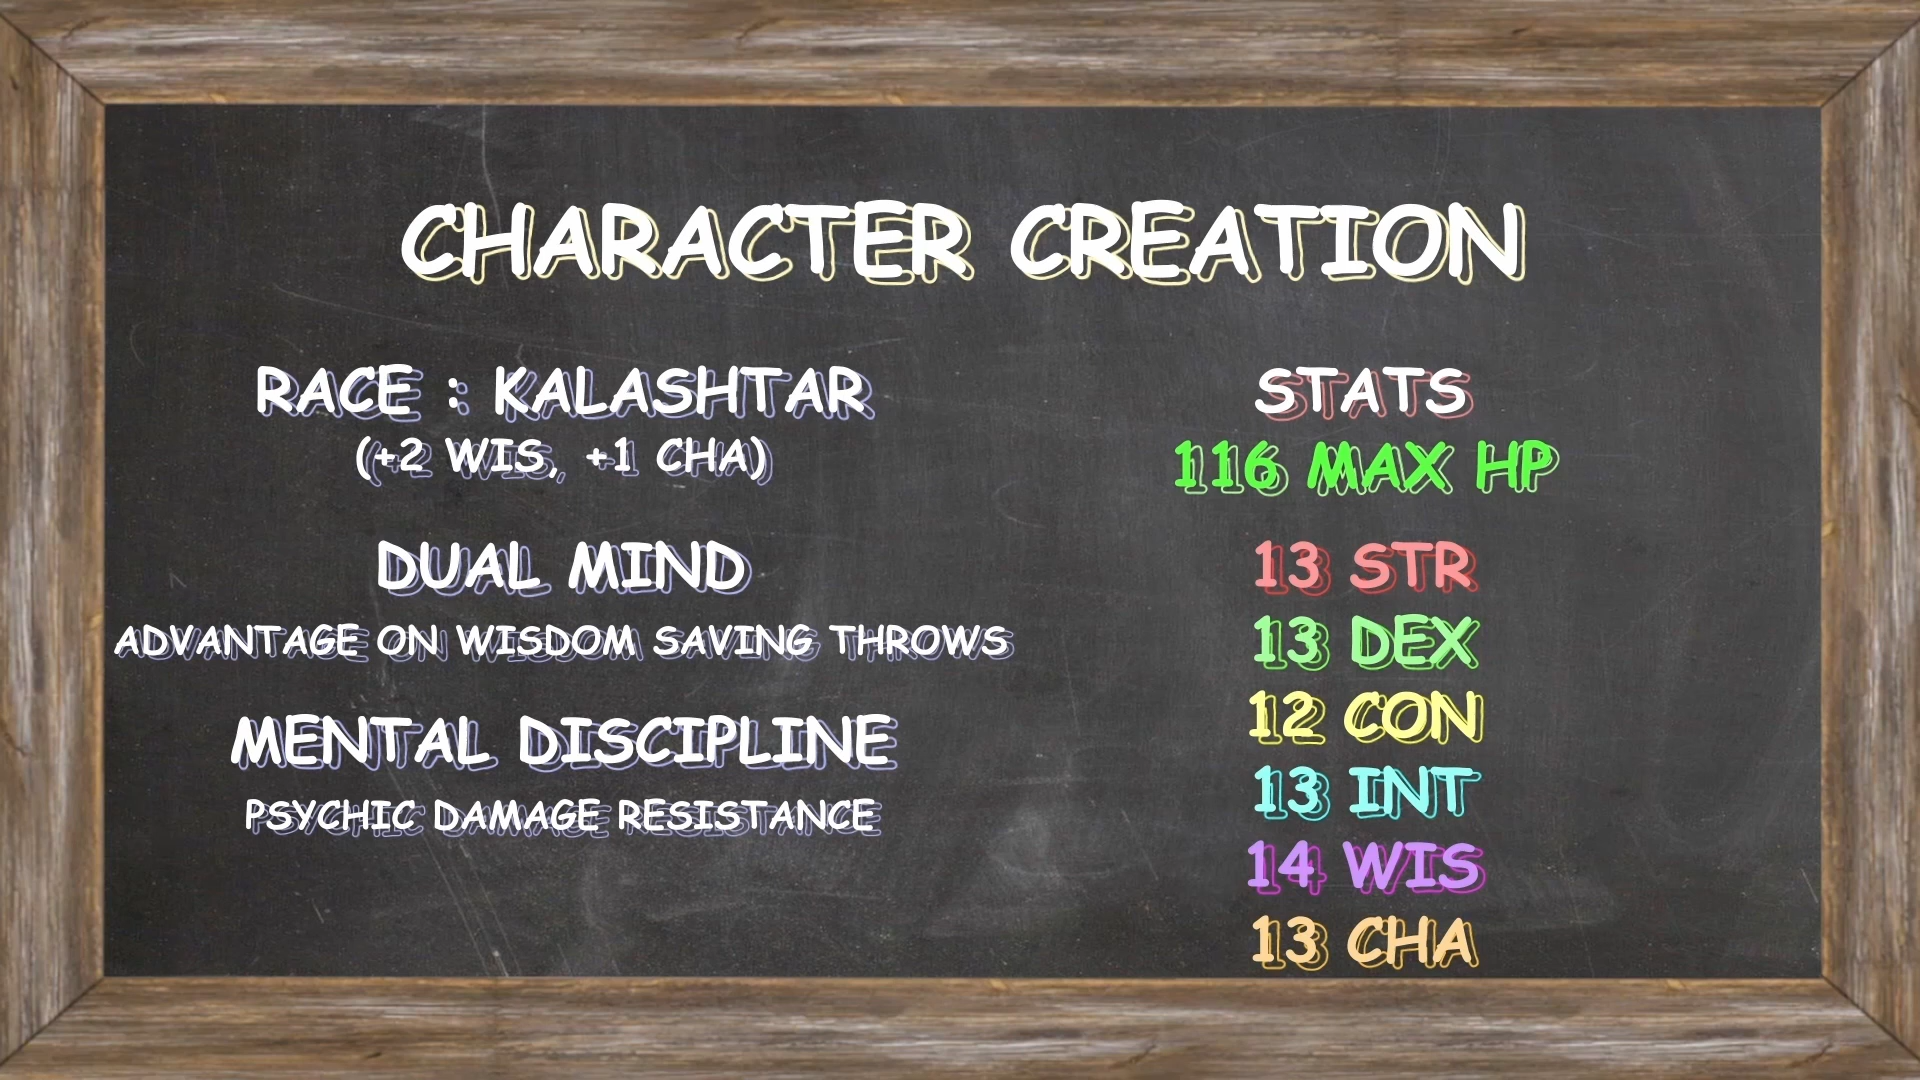 CHARACTER CREATION
RACE : KALASHTAR
(+2 WIS, +1 CHA)
DUAL MIND
ADVANTAGE ON WISDOM SAVING THROWS
MENTAL DISCIPLINE
PSYCHIC DAMAGE RESISTANCE
STATS
116 MAX HP
13 STR
13 DEX
12 CON
13 INT
14 WIS
13 CHA